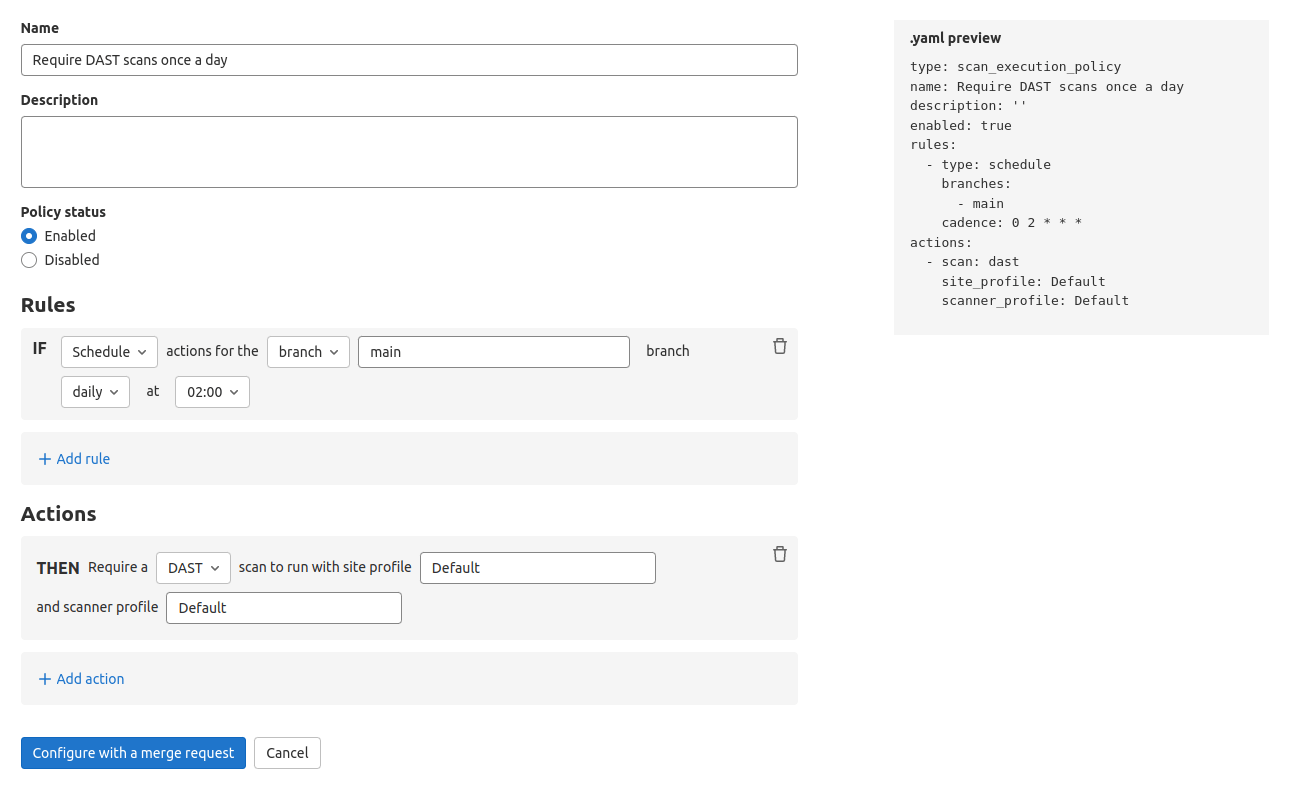 Name
Require DAST scans once a day
Description
Policy status
Enabled
Disabled
Rules
IF Schedule actions for the branch main branch
daily at 02:00
+ Add rule
Actions
THEN Require a DAST scan to run with site profile Default
and scanner profile Default
+ Add action
Configure with a merge request Cancel
.yaml preview
type: scan_execution_policy
name: Require DAST scans once a day
description: ''
enabled: true
rules:
  - type: schedule
    branches:
      - main
    cadence: 0 2 * * *
actions:
  - scan: dast
    site_profile: Default
    scanner_profile: Default